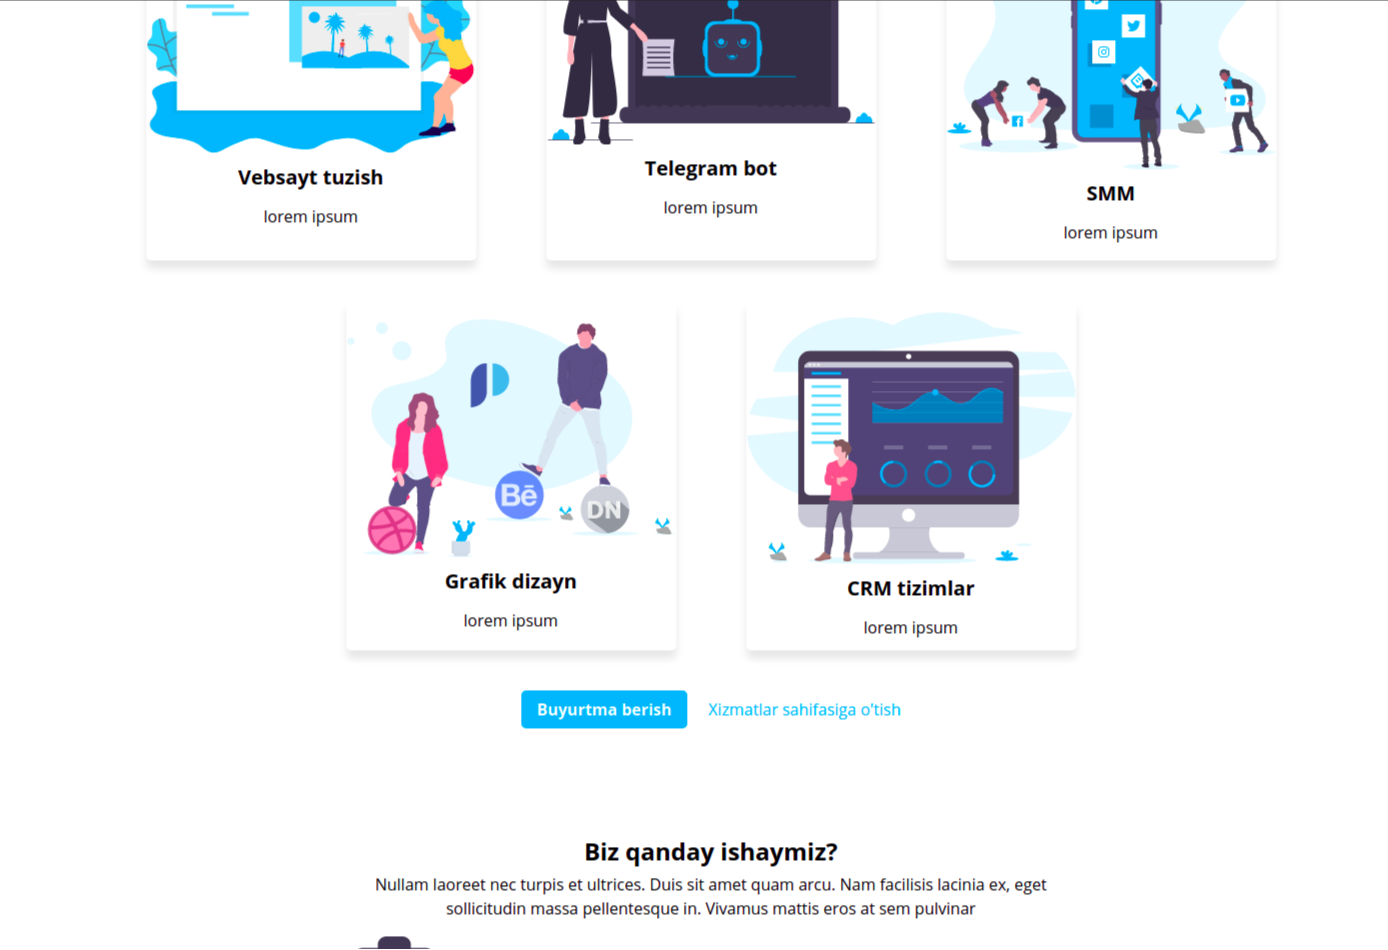 Vebsayt tuzish
lorem ipsum
Telegram bot
lorem ipsum
SMM
lorem ipsum
Bē
DN
Grafik dizayn
lorem ipsum
CRM tizimlar
lorem ipsum
Buyurtma berish
Xizmatlar sahifasiga o'tish
Biz qanday ishaymiz?
Nullam laoreet nec turpis et ultrices. Duis sit amet quam arcu. Nam facilisis lacinia ex, eget
sollicitudin massa pellentesque in. Vivamus mattis eros at sem pulvinar